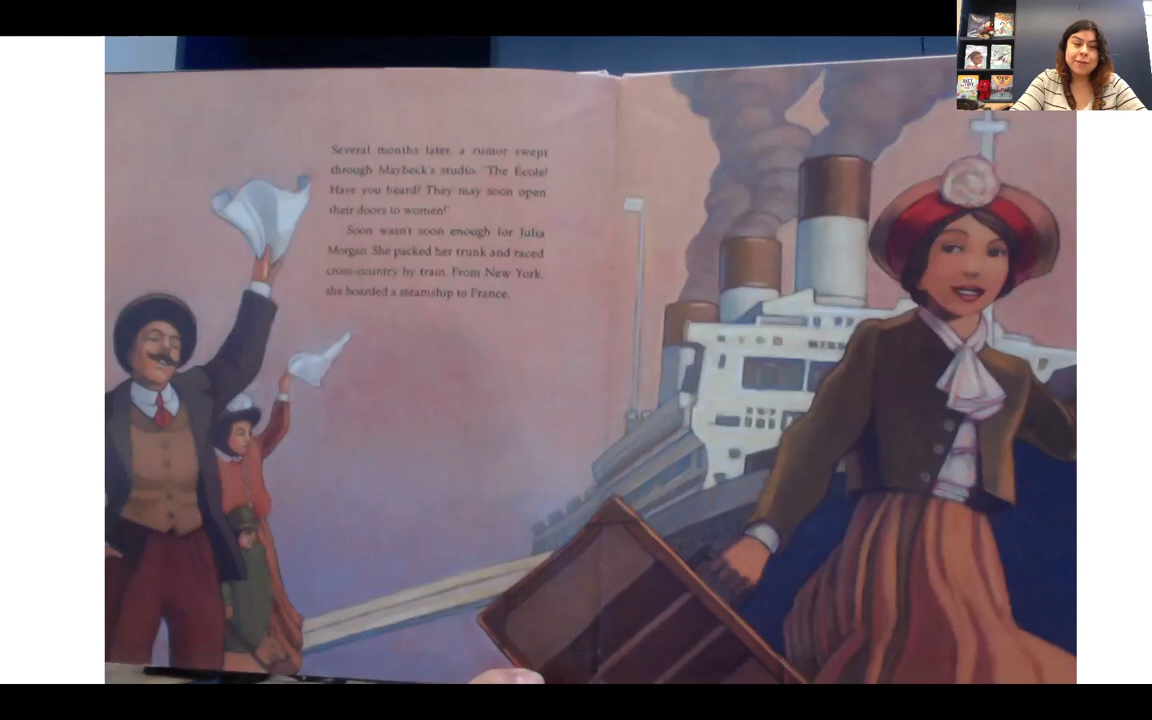 Several months later, a rumor swept
through Maybeck's studio. "The École!
Have you heard? They may soon open
their doors to women!"
Soon wasn't soon enough for Julia
Morgan. She packed her trunk and raced
cross-country by train. From New York,
she boarded a steamship to France.